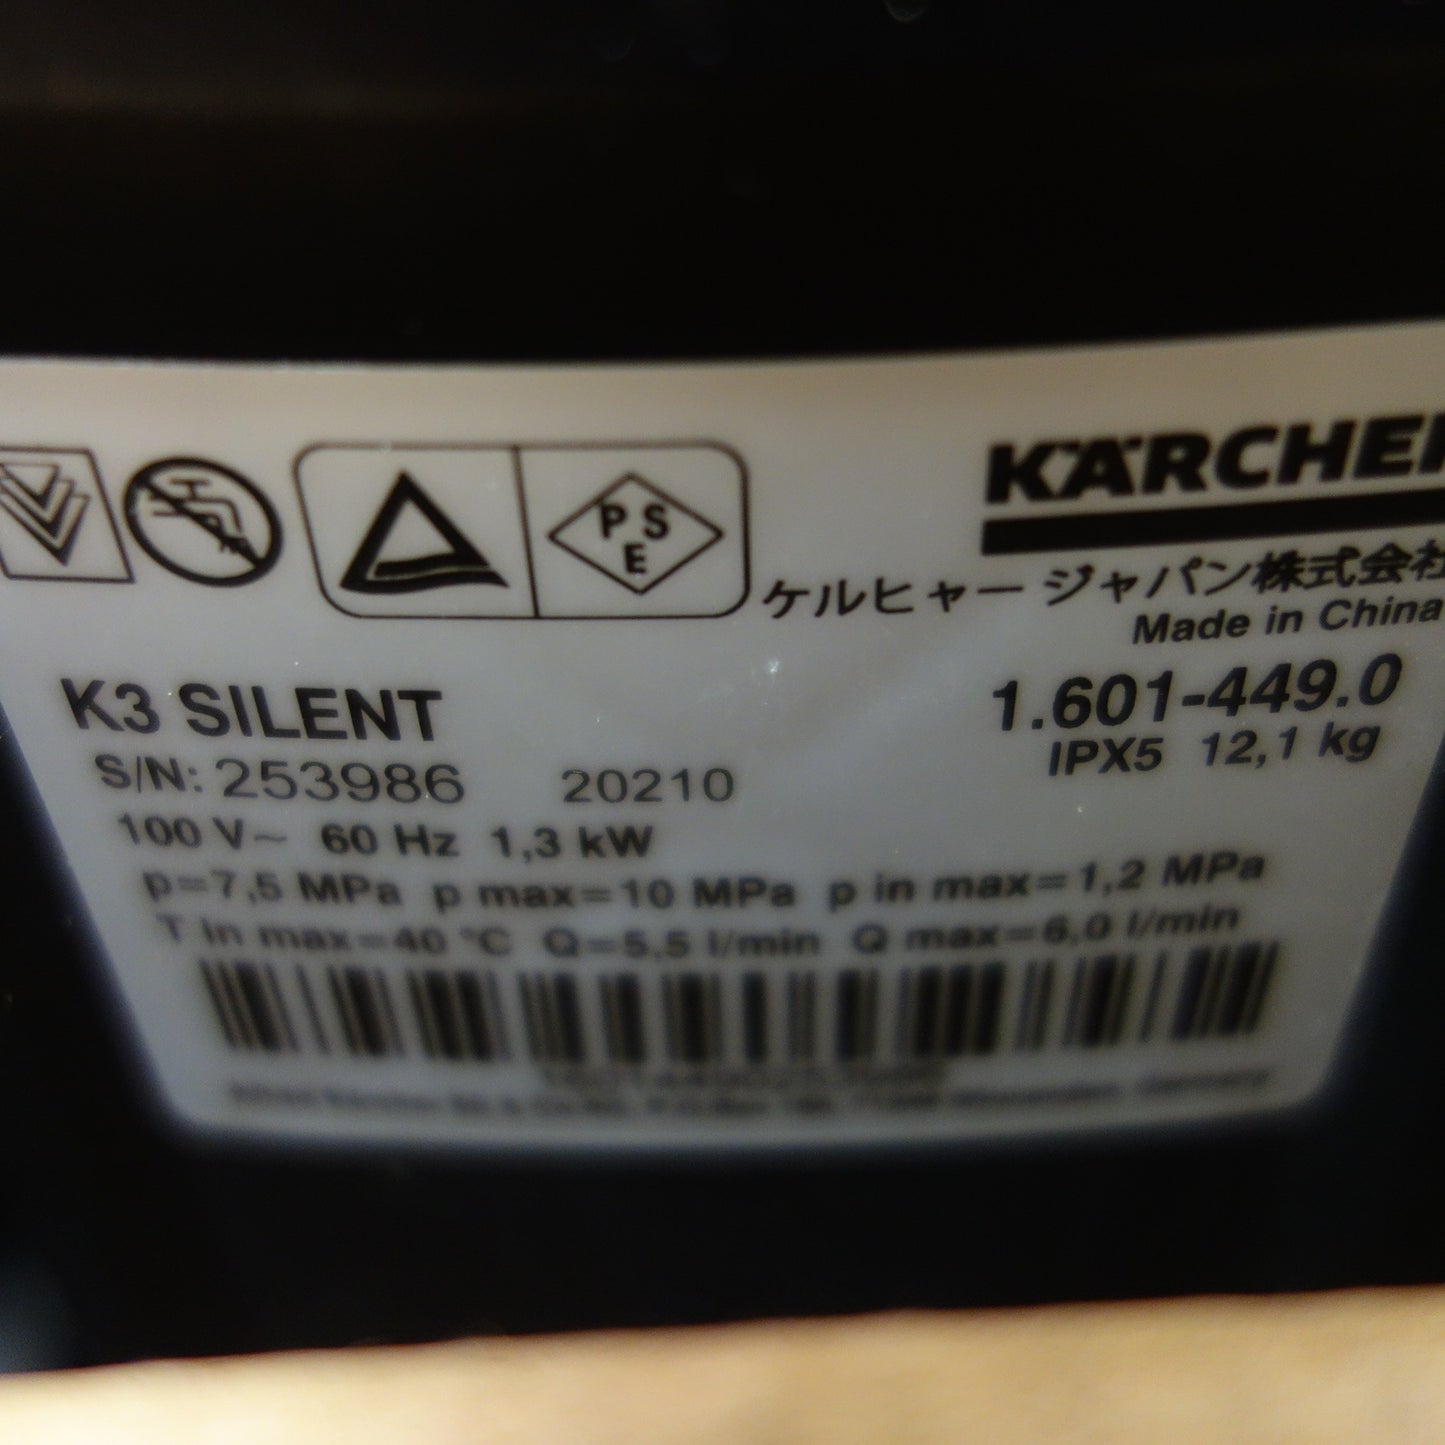 P S
E
KÄRCHER
ケルヒャー ジャパン株式会社
Made in China
K3 SILENT
1.601-449.0
S/N: 253986 20210
IPX5 12,1 kg
100 V~ 60 Hz 1,3 kW
p=7,5 MPa p max=10 MPa p in max=1,2 MPa
T in max=40 °C Q=5,5 l/min Q max=6,0 l/min